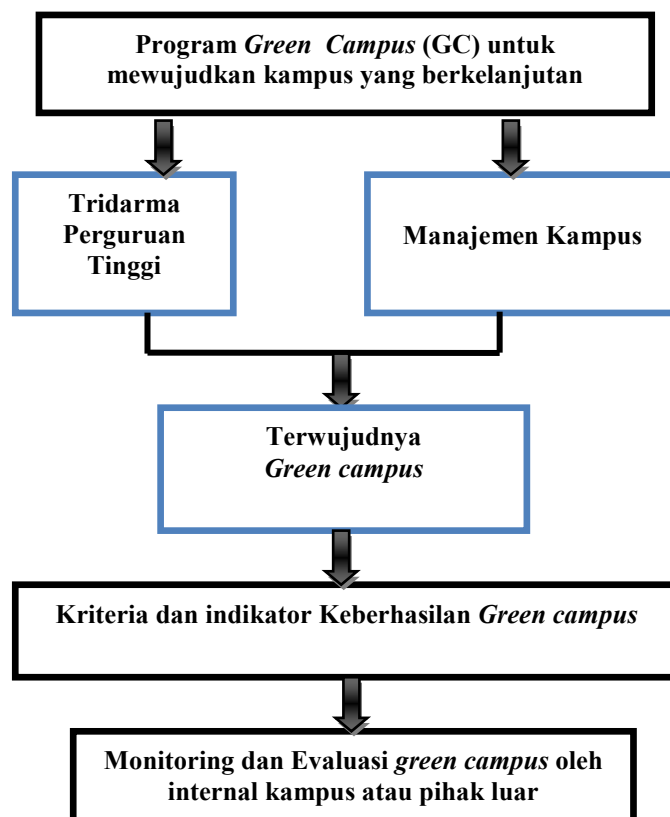 Program Green Campus (GC) untuk
mewujudkan kampus yang berkelanjutan
Tridarma
Perguruan
Tinggi
Manajemen Kampus
Terwujudnya
Green campus
Kriteria dan indikator Keberhasilan Green campus
Monitoring dan Evaluasi green campus oleh
internal kampus atau pihak luar